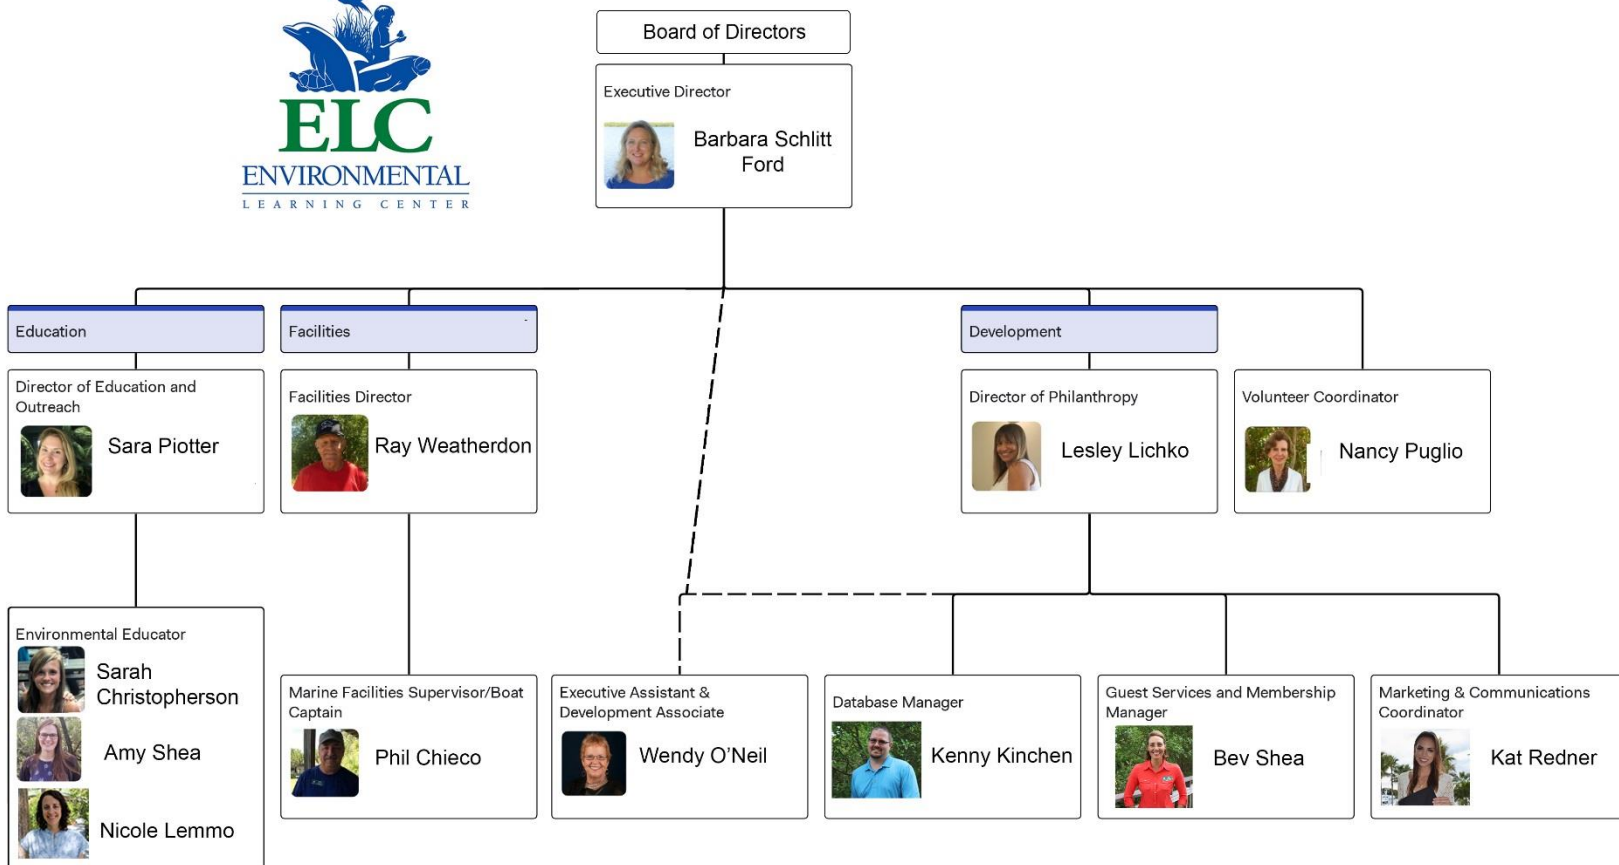 Board of Directors
Executive Director
Barbara Schlitt
Ford
ELC
ENVIRONMENTAL
LEARNING CENTER
Education
Facilities
Development
Director of Education and
Outreach
Sara Piotter
Facilities Director
Ray Weatherdon
Director of Philanthropy
Lesley Lichko
Volunteer Coordinator
Nancy Puglio
Environmental Educator
Sarah
Christopherson
Amy Shea
Nicole Lemmo
Marine Facilities Supervisor/Boat
Captain
Phil Chieco
Executive Assistant &
Development Associate
Wendy O’Neil
Database Manager
Kenny Kinchen
Guest Services and Membership
Manager
Bev Shea
Marketing & Communications
Coordinator
Kat Redner